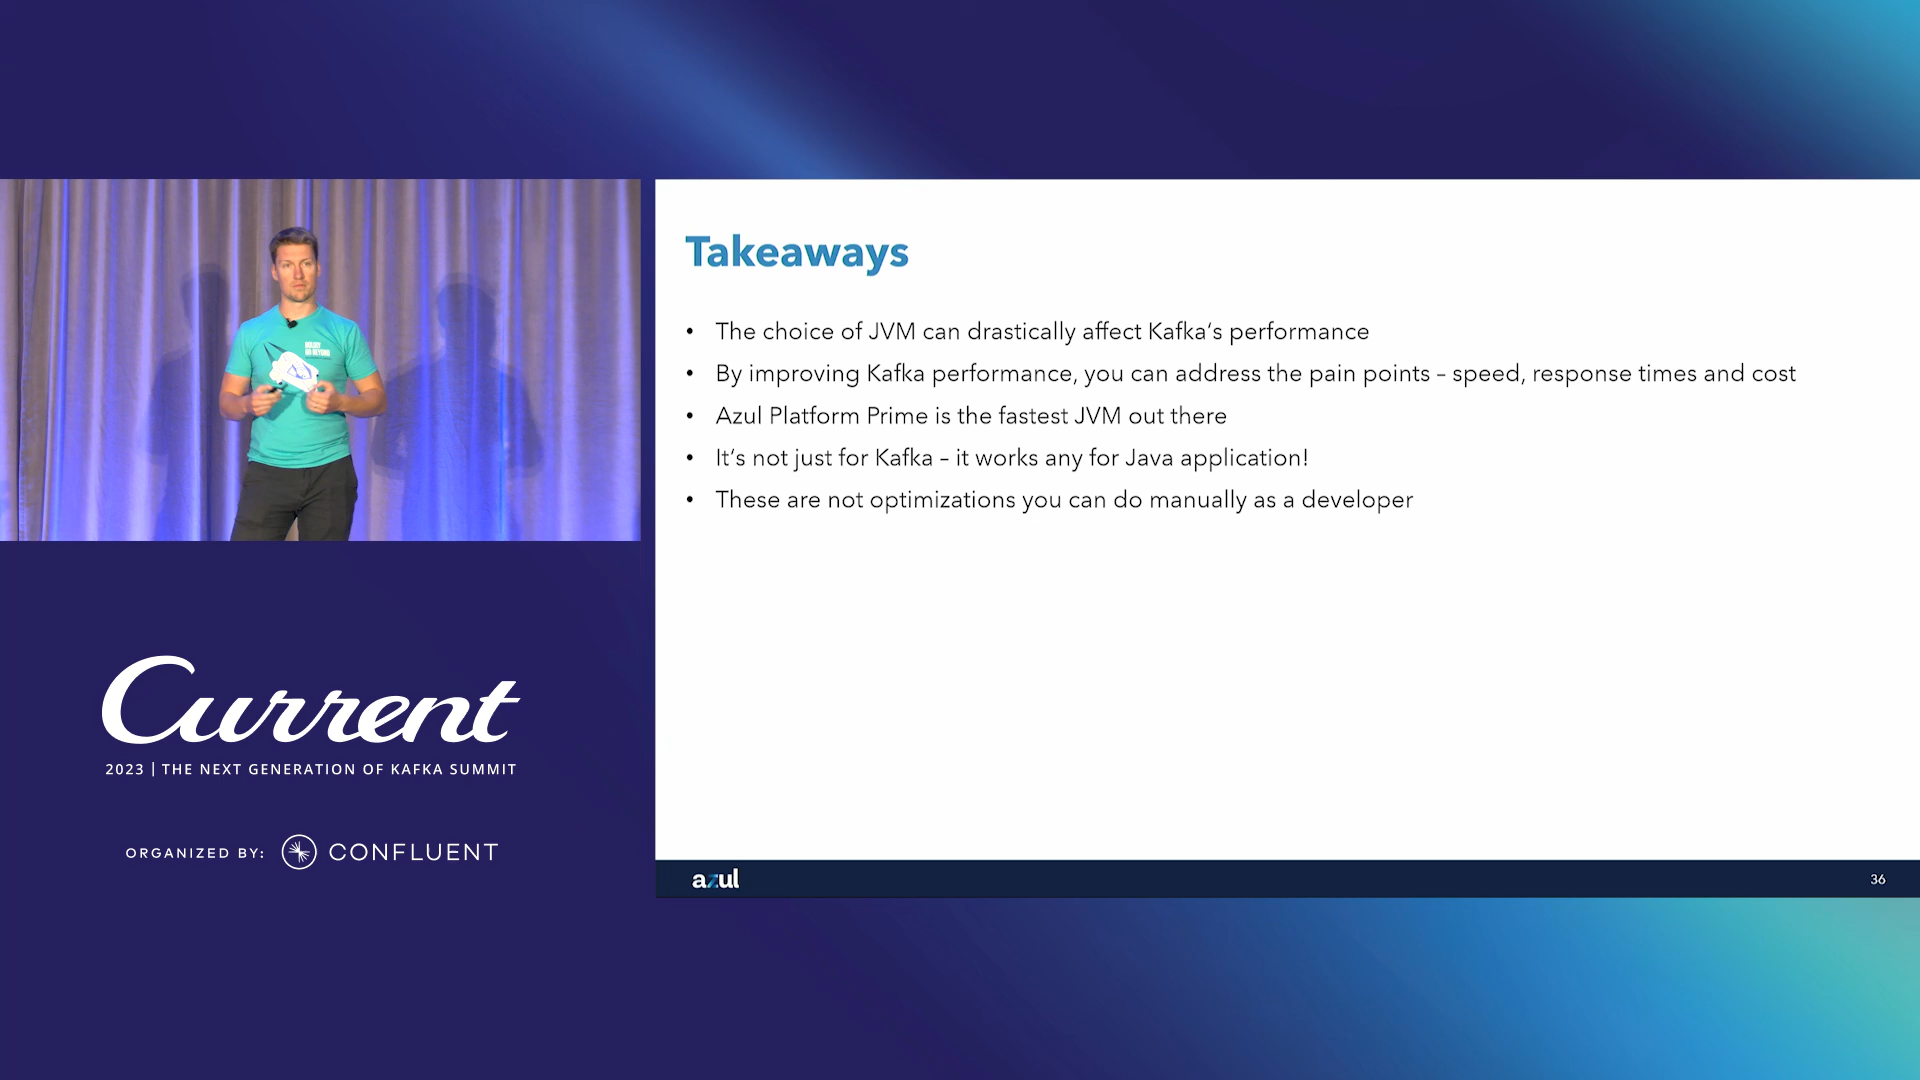 BOLDLY
GO BEYOND
Current
2023 | THE NEXT GENERATION OF KAFKA SUMMIT
ORGANIZED BY: CONFLUENT
Takeaways
• The choice of JVM can drastically affect Kafka's performance
• By improving Kafka performance, you can address the pain points – speed, response times and cost
• Azul Platform Prime is the fastest JVM out there
• It's not just for Kafka – it works any for Java application!
• These are not optimizations you can do manually as a developer
azul
36